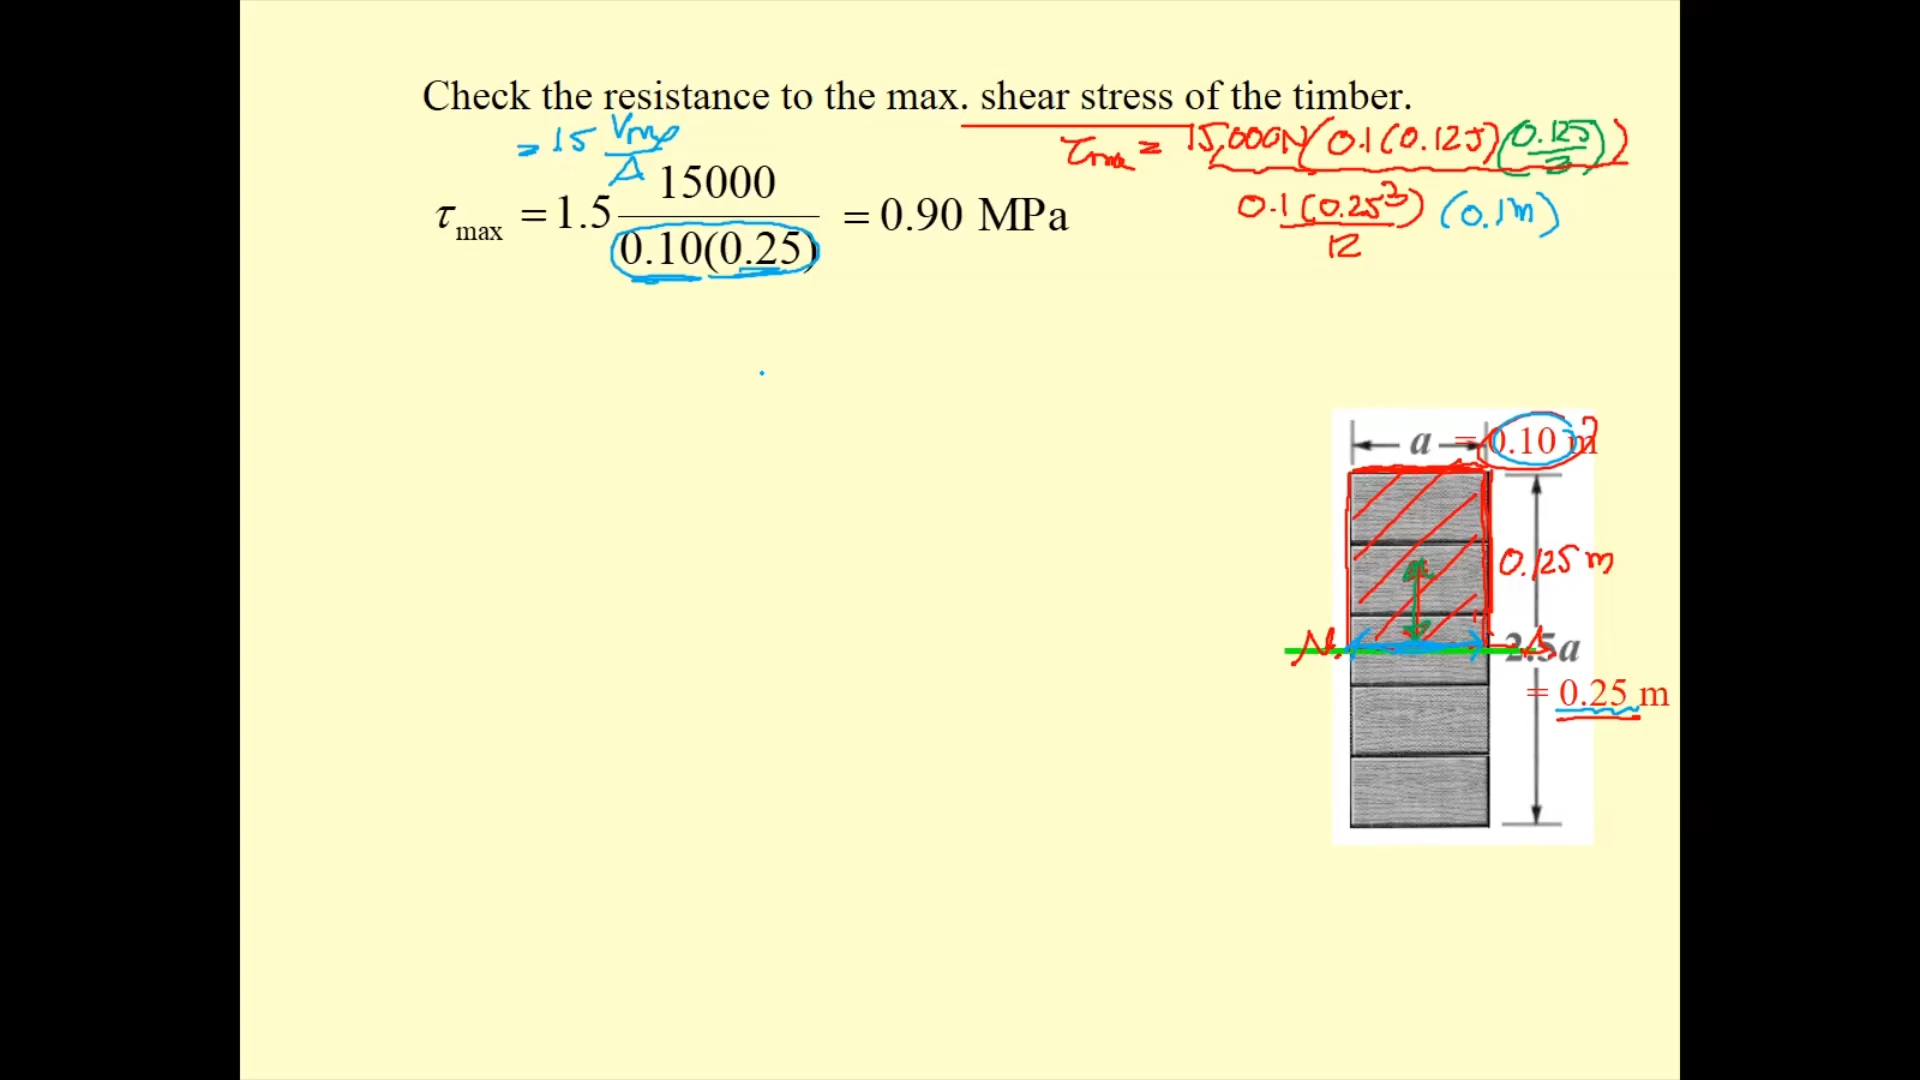 Check the resistance to the max. shear stress of the timber.
= 15 Vmax / A
τmax = 15,000N(0.1(0.125)(0.125/2)) / 0.1(0.25³)/12 (0.1m)
τmax = 1.5 15000 / 0.10(0.25) = 0.90 MPa
a = 0.10 m
0.125 m
N. A.
2.5a
= 0.25 m